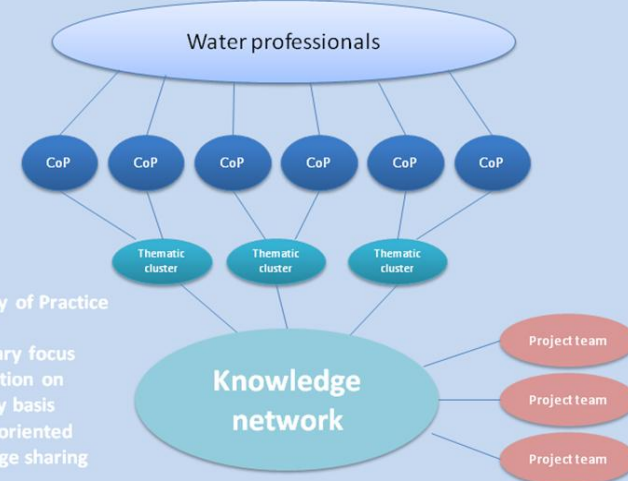 Water professionals
CoP CoP CoP CoP CoP CoP
Thematic cluster
Thematic cluster
Thematic cluster
y of Practice
ary focus
tion on
y basis
oriented
ge sharing
Knowledge
network
Project team
Project team
Project team